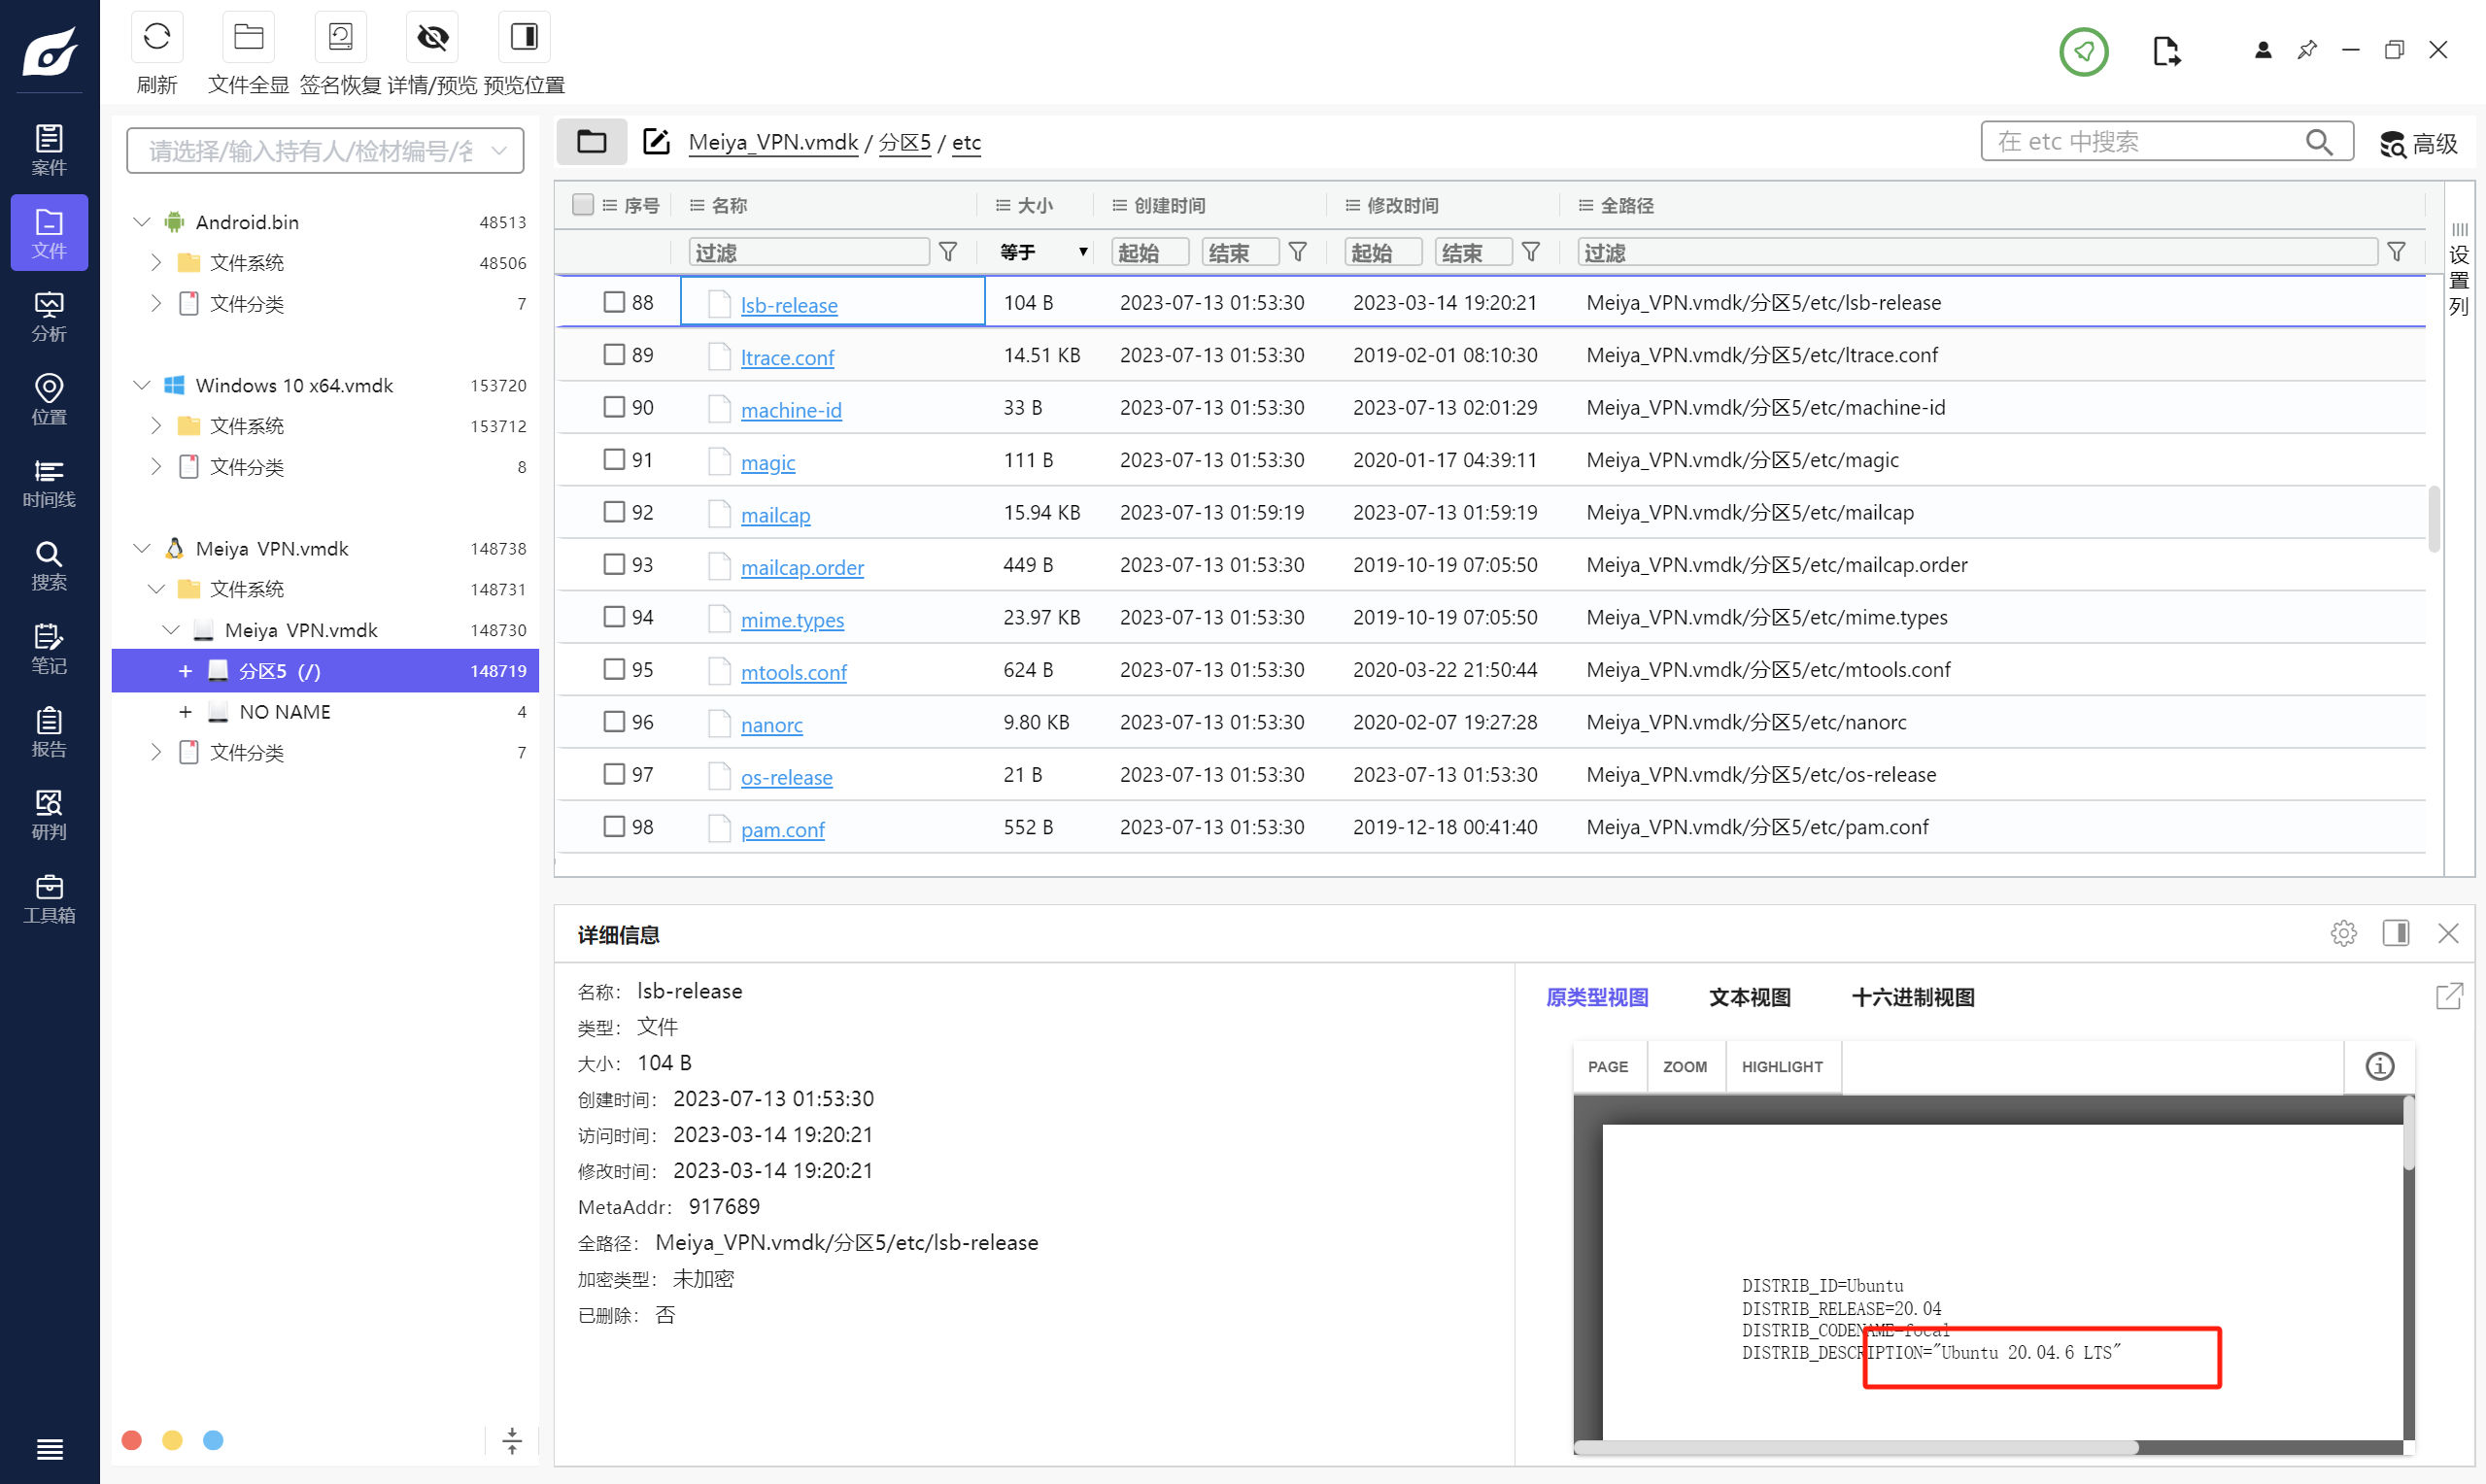 刷新
文件全显
签名恢复
详情/预览
预览位置
案件
文件
分析
位置
时间线
搜索
笔记
报告
研判
工具箱
请选择/输入持有人/检材编号/名
Android.bin 48513
文件系统 48506
文件分类 7
Windows 10 x64.vmdk 153720
文件系统 153712
文件分类 8
Meiya_VPN.vmdk 148738
文件系统 148731
Meiya_VPN.vmdk 148730
分区5 (/) 148719
NO NAME 4
文件分类 7
Meiya_VPN.vmdk / 分区5 / etc
在 etc 中搜索
高级
序号 名称 大小 创建时间 修改时间 全路径
过滤 等于 起始 结束 起始 结束 过滤
设置列
88 lsb-release 104 B 2023-07-13 01:53:30 2023-03-14 19:20:21 Meiya_VPN.vmdk/分区5/etc/lsb-release
89 ltrace.conf 14.51 KB 2023-07-13 01:53:30 2019-02-01 08:10:30 Meiya_VPN.vmdk/分区5/etc/ltrace.conf
90 machine-id 33 B 2023-07-13 01:53:30 2023-07-13 02:01:29 Meiya_VPN.vmdk/分区5/etc/machine-id
91 magic 111 B 2023-07-13 01:53:30 2020-01-17 04:39:11 Meiya_VPN.vmdk/分区5/etc/magic
92 mailcap 15.94 KB 2023-07-13 01:59:19 2023-07-13 01:59:19 Meiya_VPN.vmdk/分区5/etc/mailcap
93 mailcap.order 449 B 2023-07-13 01:53:30 2019-10-19 07:05:50 Meiya_VPN.vmdk/分区5/etc/mailcap.order
94 mime.types 23.97 KB 2023-07-13 01:53:30 2019-10-19 07:05:50 Meiya_VPN.vmdk/分区5/etc/mime.types
95 mtools.conf 624 B 2023-07-13 01:53:30 2020-03-22 21:50:44 Meiya_VPN.vmdk/分区5/etc/mtools.conf
96 nanorc 9.80 KB 2023-07-13 01:53:30 2020-02-07 19:27:28 Meiya_VPN.vmdk/分区5/etc/nanorc
97 os-release 21 B 2023-07-13 01:53:30 2023-07-13 01:53:30 Meiya_VPN.vmdk/分区5/etc/os-release
98 pam.conf 552 B 2023-07-13 01:53:30 2019-12-18 00:41:40 Meiya_VPN.vmdk/分区5/etc/pam.conf
详细信息
名称: lsb-release
类型: 文件
大小: 104 B
创建时间: 2023-07-13 01:53:30
访问时间: 2023-03-14 19:20:21
修改时间: 2023-03-14 19:20:21
MetaAddr: 917689
全路径: Meiya_VPN.vmdk/分区5/etc/lsb-release
加密类型: 未加密
已删除: 否
原类型视图 文本视图 十六进制视图
PAGE ZOOM HIGHLIGHT
DISTRIB_ID=Ubuntu
DISTRIB_RELEASE=20.04
DISTRIB_CODENAME=focal
DISTRIB_DESCRIPTION="Ubuntu 20.04.6 LTS"